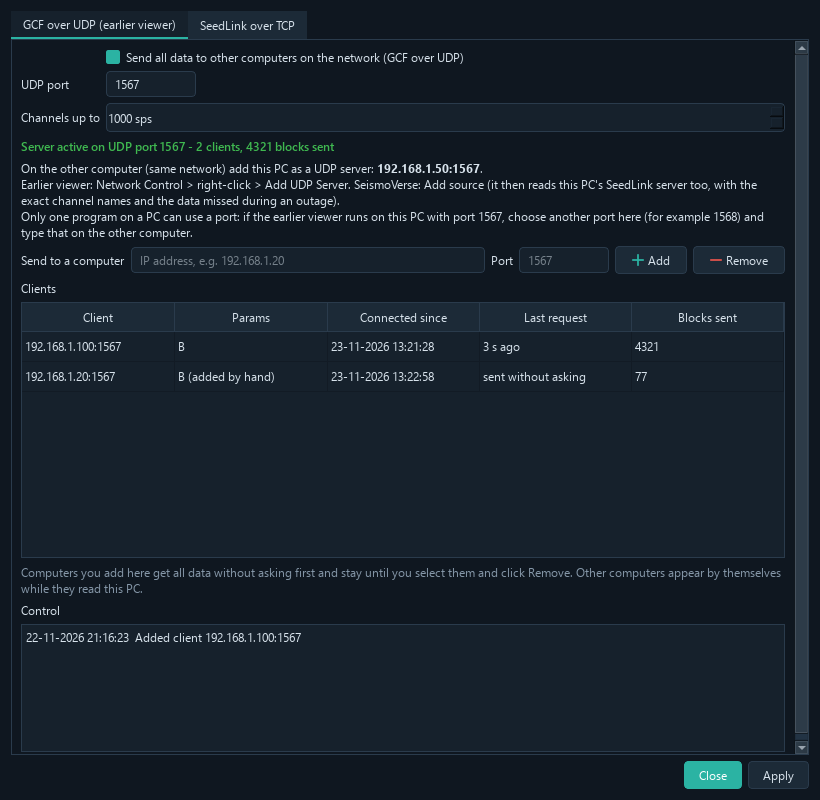 GCF over UDP (earlier viewer)
SeedLink over TCP
Send all data to other computers on the network (GCF over UDP)
UDP port
1567
Channels up to
1000 sps
Server active on UDP port 1567 - 2 clients, 4321 blocks sent
On the other computer (same network) add this PC as a UDP server: 192.168.1.50:1567.
Earlier viewer: Network Control > right-click > Add UDP Server. SeismoVerse: Add source (it then reads this PC's SeedLink server too, with the
exact channel names and the data missed during an outage).
Only one program on a PC can use a port: if the earlier viewer runs on this PC with port 1567, choose another port here (for example 1568) and
type that on the other computer.
Send to a computer
IP address, e.g. 192.168.1.20
Port
1567
Add
Remove
Clients
Client Params Connected since Last request Blocks sent
192.168.1.100:1567 B 23-11-2026 13:21:28 3 s ago 4321
192.168.1.20:1567 B (added by hand) 23-11-2026 13:22:58 sent without asking 77
Computers you add here get all data without asking first and stay until you select them and click Remove. Other computers appear by themselves
while they read this PC.
Control
22-11-2026 21:16:23 Added client 192.168.1.100:1567
Close
Apply